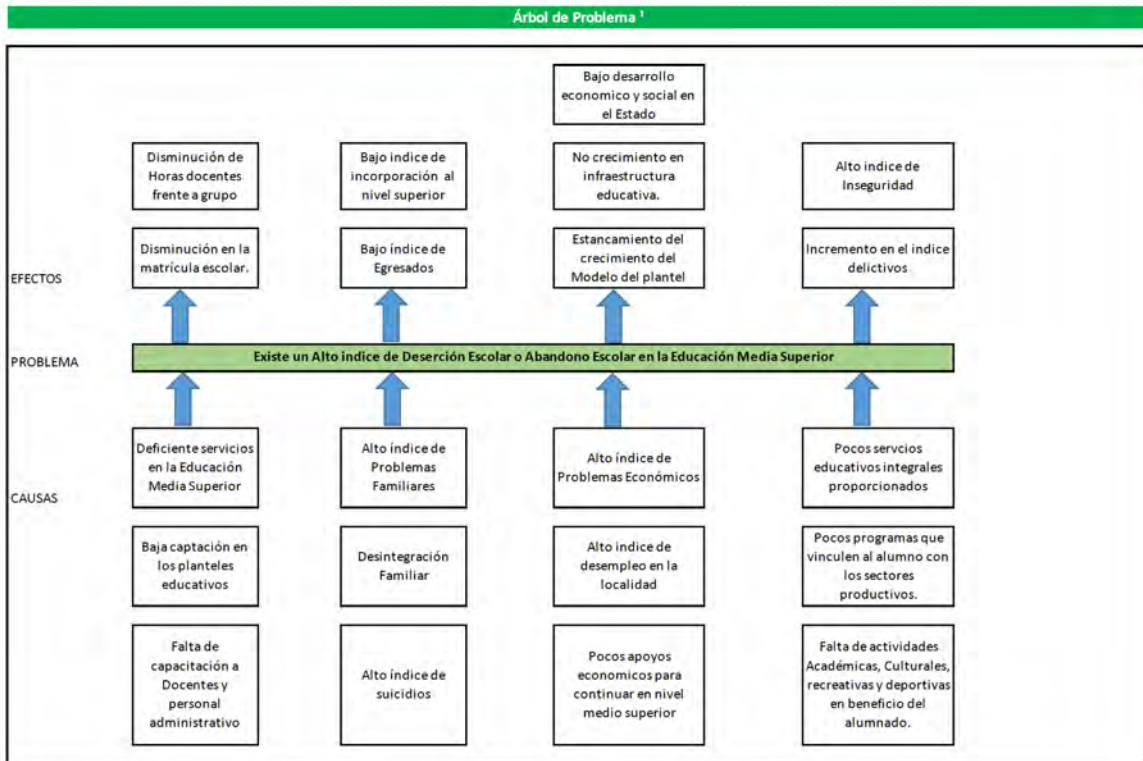 Árbol de Problema ¹
Bajo desarrollo
economico y social en
el Estado
Disminución de
Horas docentes
frente a grupo
Bajo indice de
incorporación al
nivel superior
No crecimiento en
infraestructura
educativa.
Alto indice de
Inseguridad
Disminución en la
matrícula escolar.
Bajo índice de
Egresados
Estancamiento del
crecimiento del
Modelo del plantel
Incremento en el indice
delictivos
EFECTOS
PROBLEMA
Existe un Alto indice de Deserción Escolar o Abandono Escolar en la Educación Media Superior
Deficiente servicios
en la Educación
Media Superior
Alto índice de
Problemas
Familiares
Alto índice de
Problemas Económicos
Pocos servcios
educativos integrales
proporcionados
CAUSAS
Baja captación en
los planteles
educativos
Desintegración
Familiar
Alto indice de
desempleo en la
localidad
Pocos programas que
vinculen al alumno con
los sectores
productivos.
Falta de
capacitación a
Docentes y
personal
administrativo
Alto índice de
suicidios
Pocos apoyos
economicos para
continuar en nivel
medio superior
Falta de actividades
Académicas, Culturales,
recreativas y deportivas
en beneficio del
alumnado.